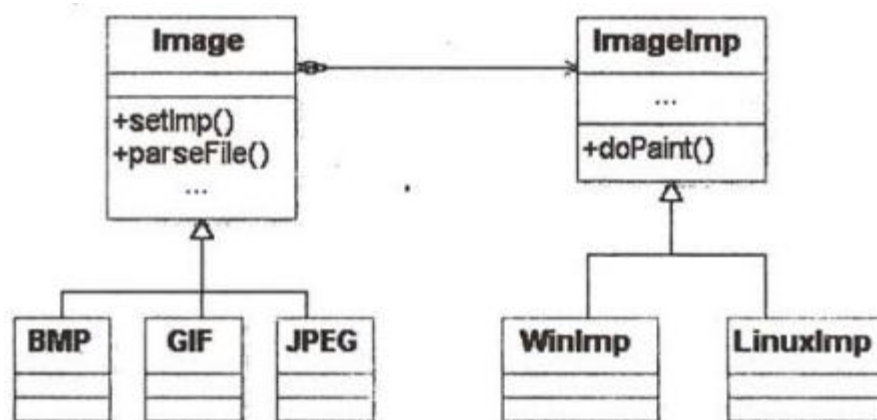 Image
+setImp()
+parseFile()
...
ImageImp
...
+doPaint()
BMP
GIF
JPEG
WinImp
LinuxImp